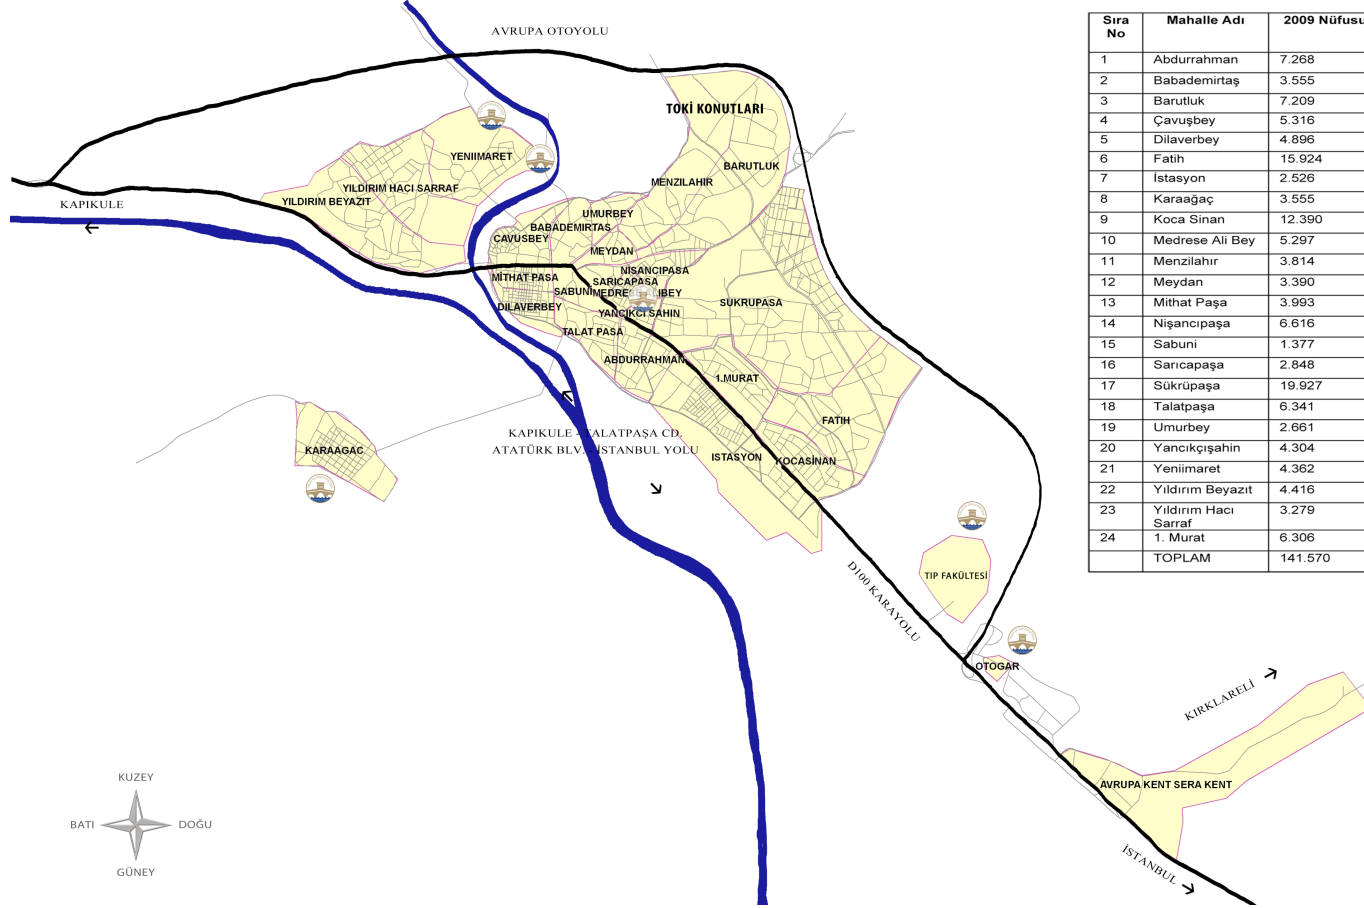 AVRUPA OTOYOLU
TOKİ KONUTLARI
YENIIMARET
BARUTLUK
MENZILAHIR
YILDIRIM HACI SARRAF
YILDIRIM BEYAZIT
KAPIKULE
UMURBEY
BABADEMIRTAS
CAVUSBEY
MEYDAN
NISANCIPASA
MİTHAT PASA
SARICAPASA
SABUNİ
DILAVERBEY
SUKRUPASA
YANCIKCI SAHIN
TALAT PASA
ABDURRAHMAN
1.MURAT
FATIH
KAPIKULE - TALATPAŞA CD.
ATATÜRK BLV. - İSTANBUL YOLU
KARAAGAC
ISTASYON
KOCASİNAN
TIP FAKÜLTESİ
D100 KARAYOLU
OTOGAR
KIRKLARELİ
AVRUPA KENT SERA KENT
İSTANBUL
KUZEY
BATI DOĞU
GÜNEY
Sıra No Mahalle Adı 2009 Nüfusu
1 Abdurrahman 7.268
2 Babademirtaş 3.555
3 Barutluk 7.209
4 Çavuşbey 5.316
5 Dilaverbey 4.896
6 Fatih 15.924
7 İstasyon 2.526
8 Karaağaç 3.555
9 Koca Sinan 12.390
10 Medrese Ali Bey 5.297
11 Menzilahır 3.814
12 Meydan 3.390
13 Mithat Paşa 3.993
14 Nişancıpaşa 6.616
15 Sabuni 1.377
16 Sarıcapaşa 2.848
17 Sükrüpaşa 19.927
18 Talatpaşa 6.341
19 Umurbey 2.661
20 Yancıkçışahin 4.304
21 Yeniimaret 4.362
22 Yıldırım Beyazıt 4.416
23 Yıldırım Hacı Sarraf 3.279
24 1. Murat 6.306
TOPLAM 141.570